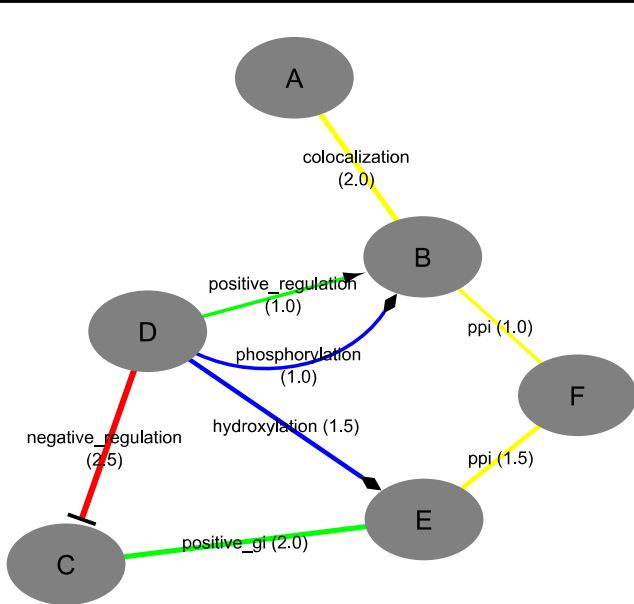 A
colocalization
(2.0)
B
positive_regulation
(1.0)
D
phosphorylation
(1.0)
ppi (1.0)
F
hydroxylation (1.5)
negative_regulation
(2.5)
ppi (1.5)
E
positive_gi (2.0)
C